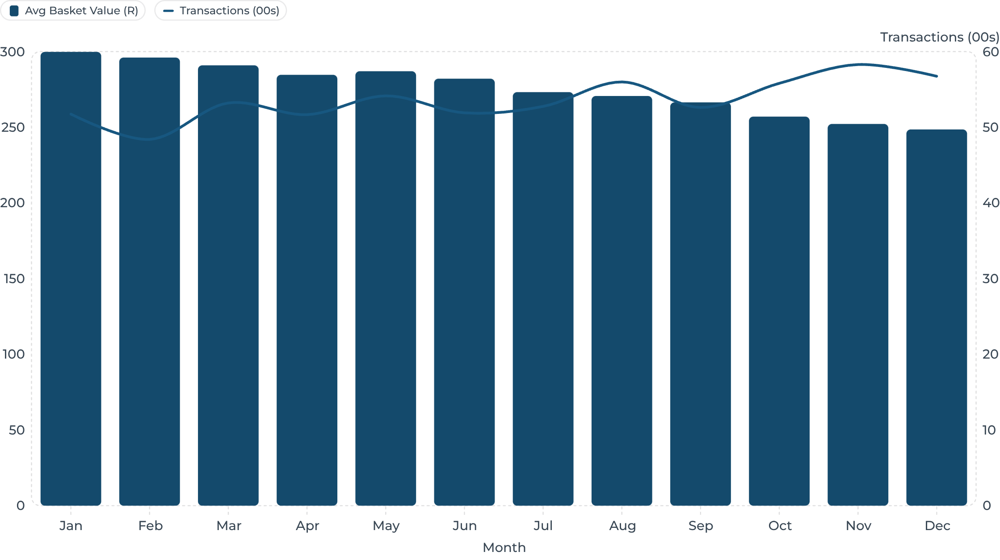 Avg Basket Value (R)
Transactions (00s)
Transactions (00s)
300
250
200
150
100
50
0
60
50
40
30
20
10
0
Jan Feb Mar Apr May Jun Jul Aug Sep Oct Nov Dec
Month